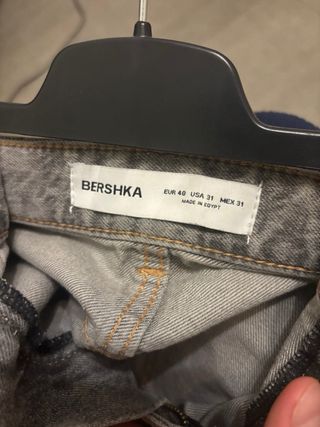 BERSHKA
EUR 40 USA 31 MEX 31
MADE IN EGYPT